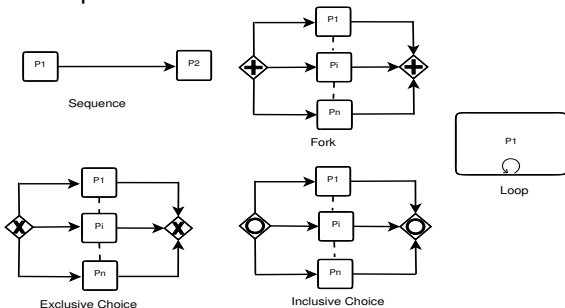 P1
P2
Sequence
P1
Pi
Pn
Fork
P1
Loop
P1
Pi
Pn
Exclusive Choice
P1
Pi
Pn
Inclusive Choice